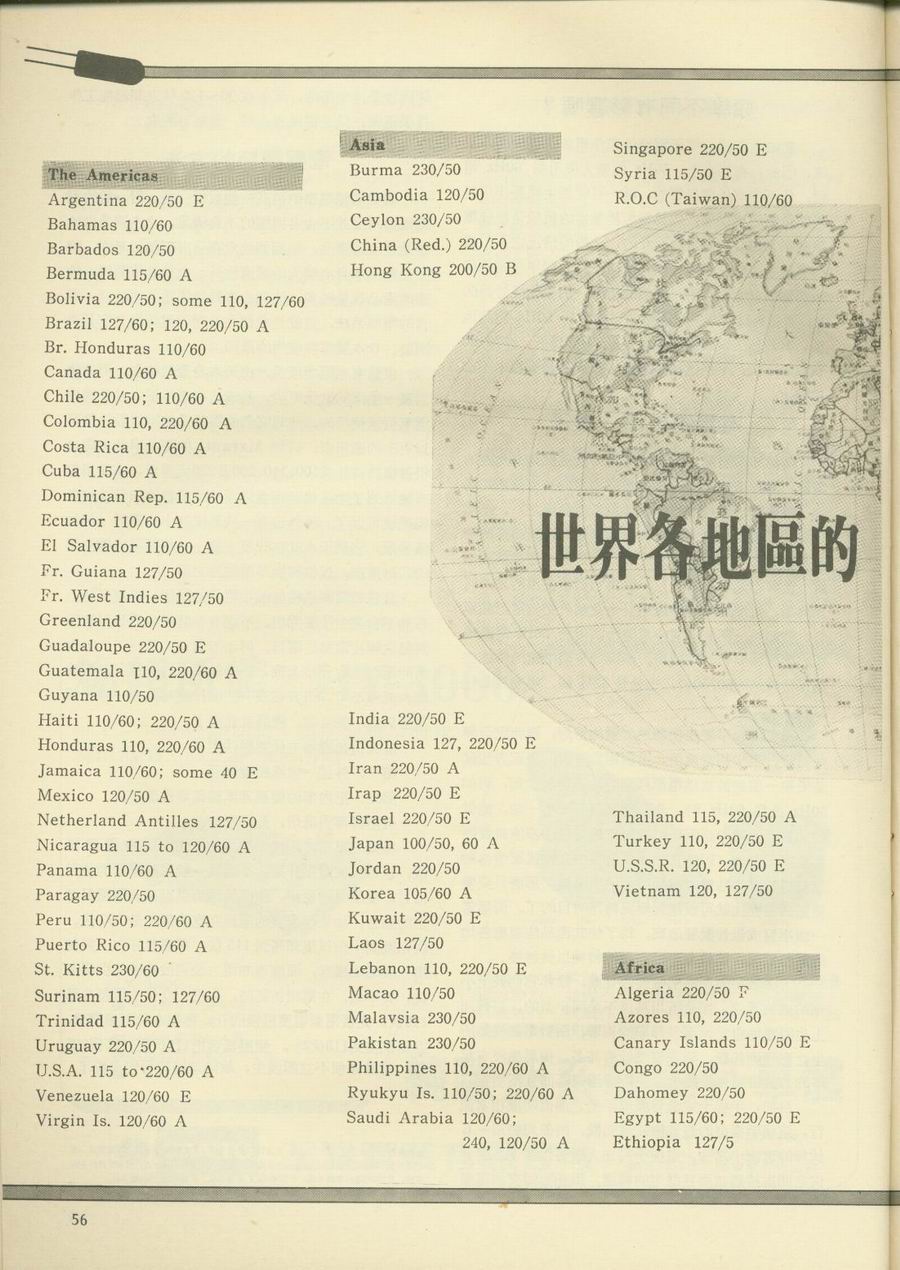 The Americas
Argentina 220/50 E
Bahamas 110/60
Barbados 120/50
Bermuda 115/60 A
Bolivia 220/50; some 110, 127/60
Brazil 127/60; 120, 220/50 A
Br. Honduras 110/60
Canada 110/60 A
Chile 220/50; 110/60 A
Colombia 110, 220/60 A
Costa Rica 110/60 A
Cuba 115/60 A
Dominican Rep. 115/60 A
Ecuador 110/60 A
El Salvador 110/60 A
Fr. Guiana 127/50
Fr. West Indies 127/50
Greenland 220/50
Guadaloupe 220/50 E
Guatemala 110, 220/60 A
Guyana 110/50
Haiti 110/60; 220/50 A
Honduras 110, 220/60 A
Jamaica 110/60; some 40 E
Mexico 120/50 A
Netherland Antilles 127/50
Nicaragua 115 to 120/60 A
Panama 110/60 A
Paragay 220/50
Peru 110/50; 220/60 A
Puerto Rico 115/60 A
St. Kitts 230/60
Surinam 115/50; 127/60
Trinidad 115/60 A
Uruguay 220/50 A
U.S.A. 115 to 220/60 A
Venezuela 120/60 E
Virgin Is. 120/60 A
Asia
Burma 230/50
Cambodia 120/50
Ceylon 230/50
China (Red.) 220/50
Hong Kong 200/50 B
India 220/50 E
Indonesia 127, 220/50 E
Iran 220/50 A
Irap 220/50 E
Israel 220/50 E
Japan 100/50, 60 A
Jordan 220/50
Korea 105/60 A
Kuwait 220/50 E
Laos 127/50
Lebanon 110, 220/50 E
Macao 110/50
Malavsia 230/50
Pakistan 230/50
Philippines 110, 220/60 A
Ryukyu Is. 110/50; 220/60 A
Saudi Arabia 120/60;
240, 120/50 A
Singapore 220/50 E
Syria 115/50 E
R.O.C (Taiwan) 110/60
世界各地區的
Thailand 115, 220/50 A
Turkey 110, 220/50 E
U.S.S.R. 120, 220/50 E
Vietnam 120, 127/50
Africa
Algeria 220/50 F
Azores 110, 220/50
Canary Islands 110/50 E
Congo 220/50
Dahomey 220/50
Egypt 115/60; 220/50 E
Ethiopia 127/5
56